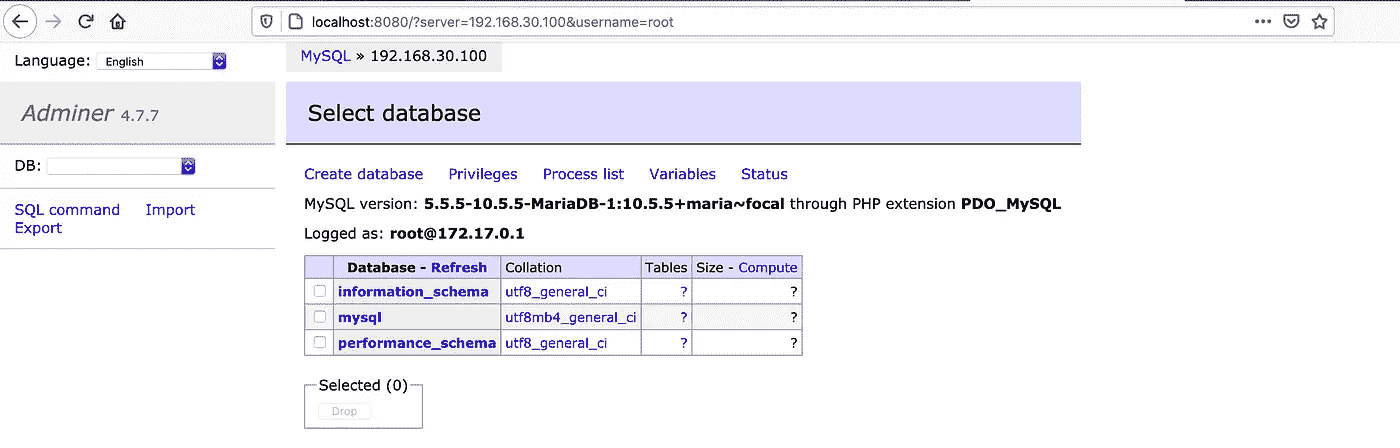 localhost:8080/?server=192.168.30.100&username=root
Language: English
MySQL » 192.168.30.100
Adminer 4.7.7
Select database
DB:
SQL command Import
Export
Create database Privileges Process list Variables Status
MySQL version: 5.5.5-10.5.5-MariaDB-1:10.5.5+maria~focal through PHP extension PDO_MySQL
Logged as: root@172.17.0.1
Database - Refresh Collation Tables Size - Compute
information_schema utf8_general_ci ? ?
mysql utf8mb4_general_ci ? ?
performance_schema utf8_general_ci ? ?
Selected (0)
Drop